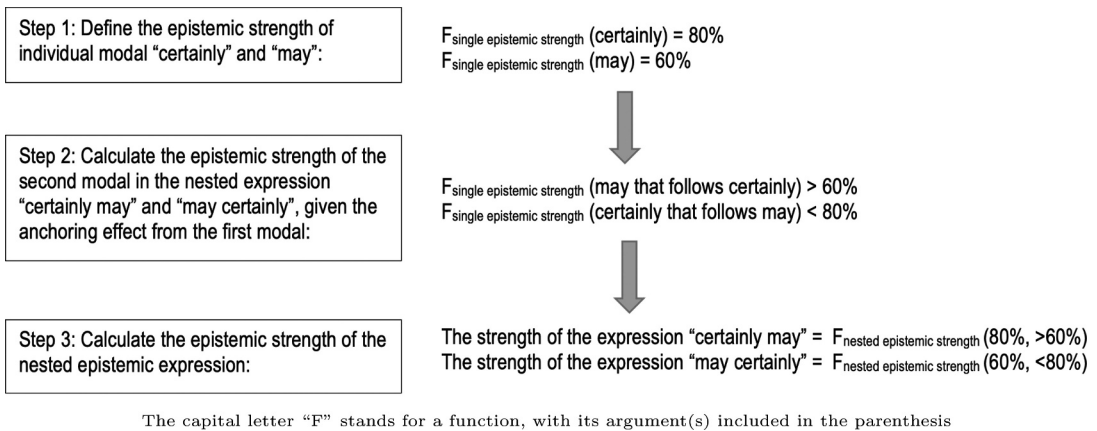 Step 1: Define the epistemic strength of
individual modal “certainly” and “may”:
Fsingle epistemic strength (certainly) = 80%
Fsingle epistemic strength (may) = 60%
Step 2: Calculate the epistemic strength of the
second modal in the nested expression
“certainly may” and “may certainly”, given the
anchoring effect from the first modal:
Fsingle epistemic strength (may that follows certainly) > 60%
Fsingle epistemic strength (certainly that follows may) < 80%
Step 3: Calculate the epistemic strength of the
nested epistemic expression:
The strength of the expression “certainly may” = Fnested epistemic strength (80%, >60%)
The strength of the expression “may certainly” = Fnested epistemic strength (60%, <80%)
The capital letter “F” stands for a function, with its argument(s) included in the parenthesis